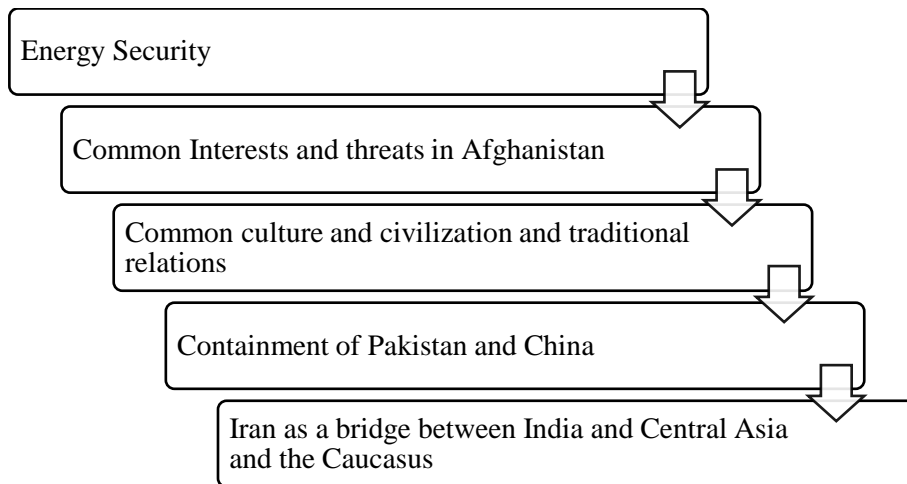 Energy Security
Common Interests and threats in Afghanistan
Common culture and civilization and traditional
relations
Containment of Pakistan and China
Iran as a bridge between India and Central Asia
and the Caucasus